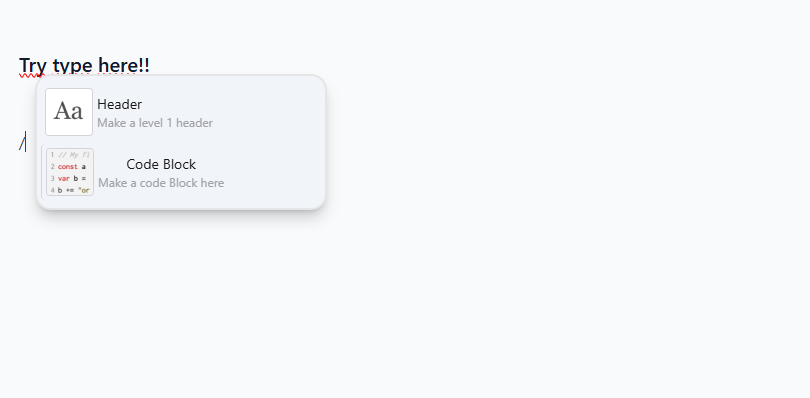 Try type here!!
Aa
Header
Make a level 1 header
/
1 // My Fi
2 const a
3 var b =
4 b += "or
Code Block
Make a code Block here